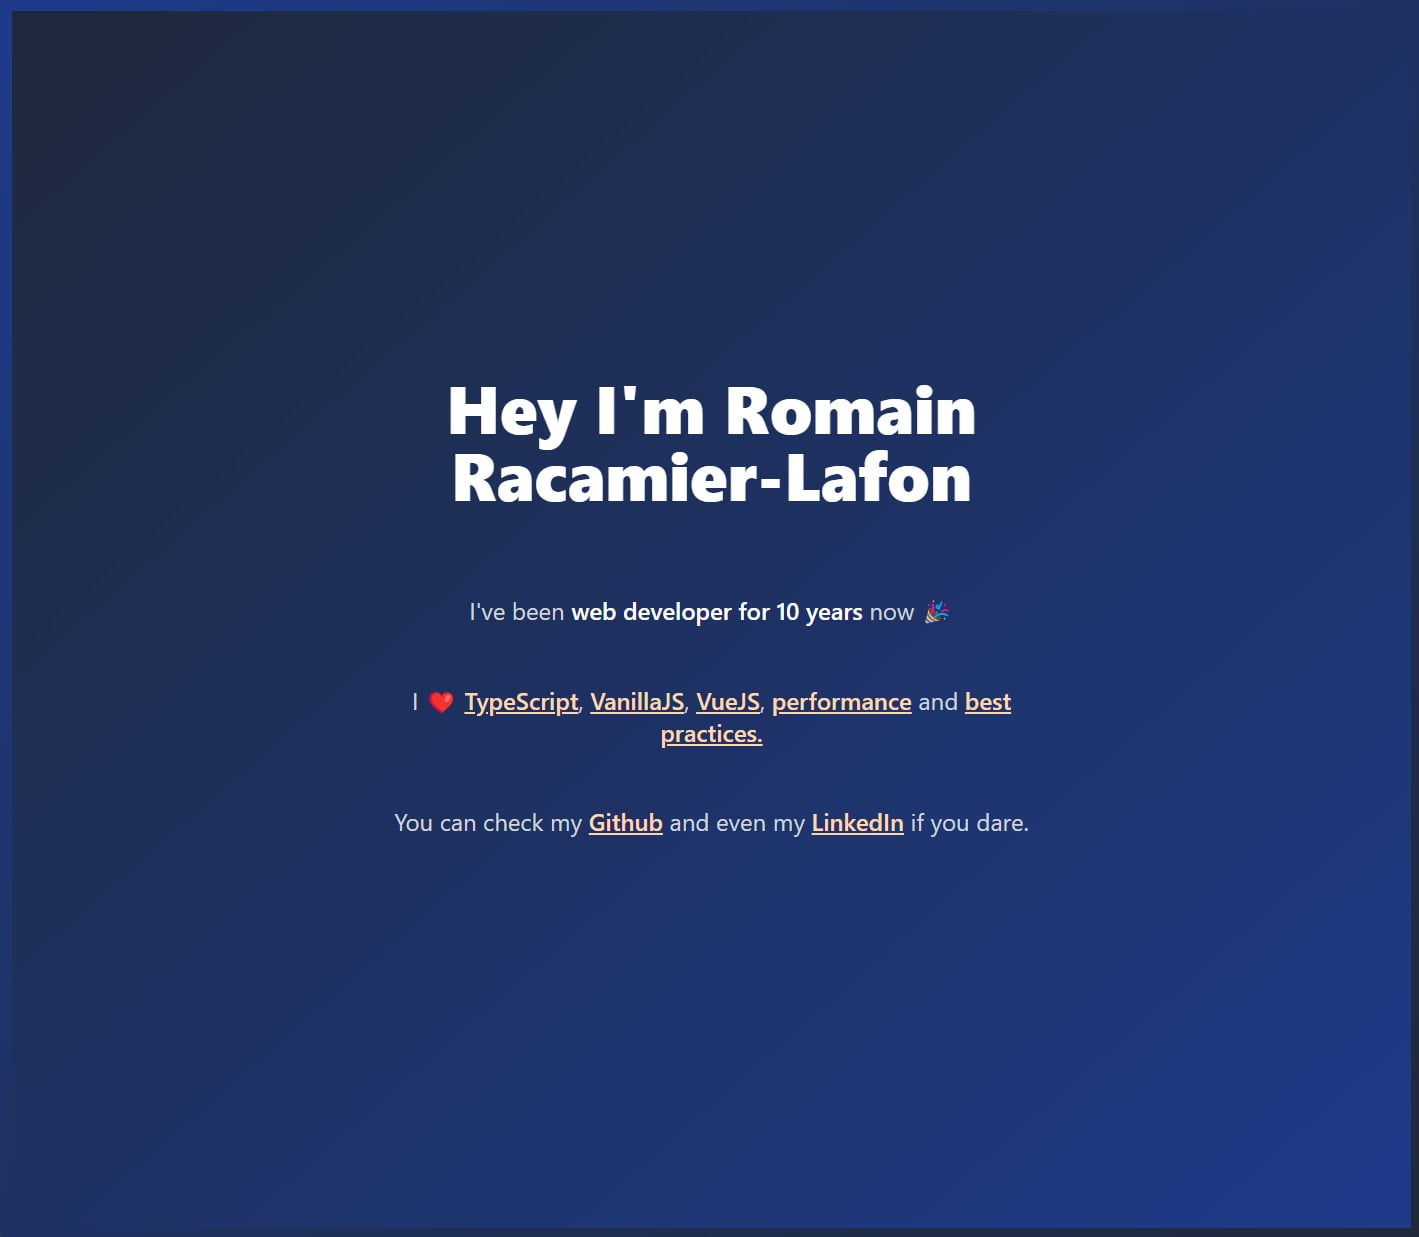 Hey I'm Romain
Racamier-Lafon
I've been web developer for 10 years now 🎉
I ❤️ TypeScript, VanillaJS, VueJS, performance and best
practices.
You can check my Github and even my LinkedIn if you dare.